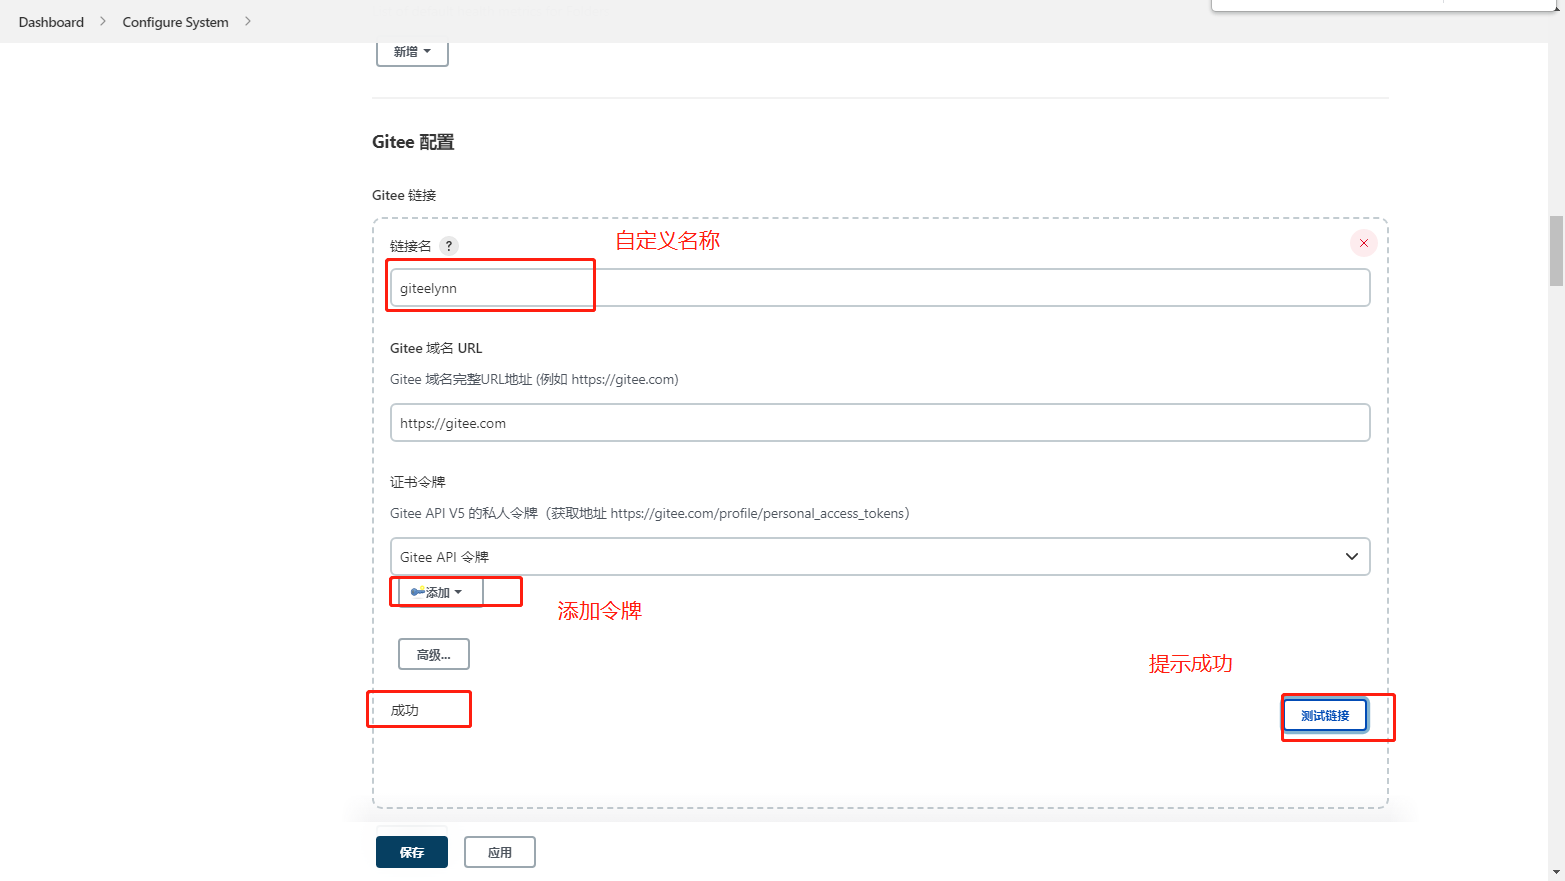 Dashboard > Configure System >
新增
Gitee 配置
Gitee 链接
链接名 ?
自定义名称
giteelynn
Gitee 域名 URL
Gitee 域名完整URL地址 (例如 https://gitee.com)
https://gitee.com
证书令牌
Gitee API V5 的私人令牌（获取地址 https://gitee.com/profile/personal_access_tokens）
Gitee API 令牌
添加
添加令牌
高级...
提示成功
成功
测试链接
保存
应用